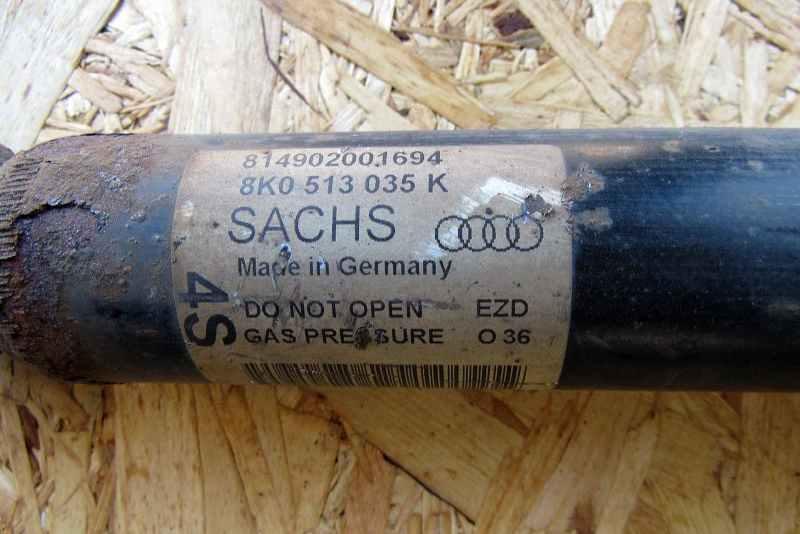 814902001694
8K0 513 035 K
SACHS
Made in Germany
4S
DO NOT OPEN EZD
GAS PRESSURE O 36